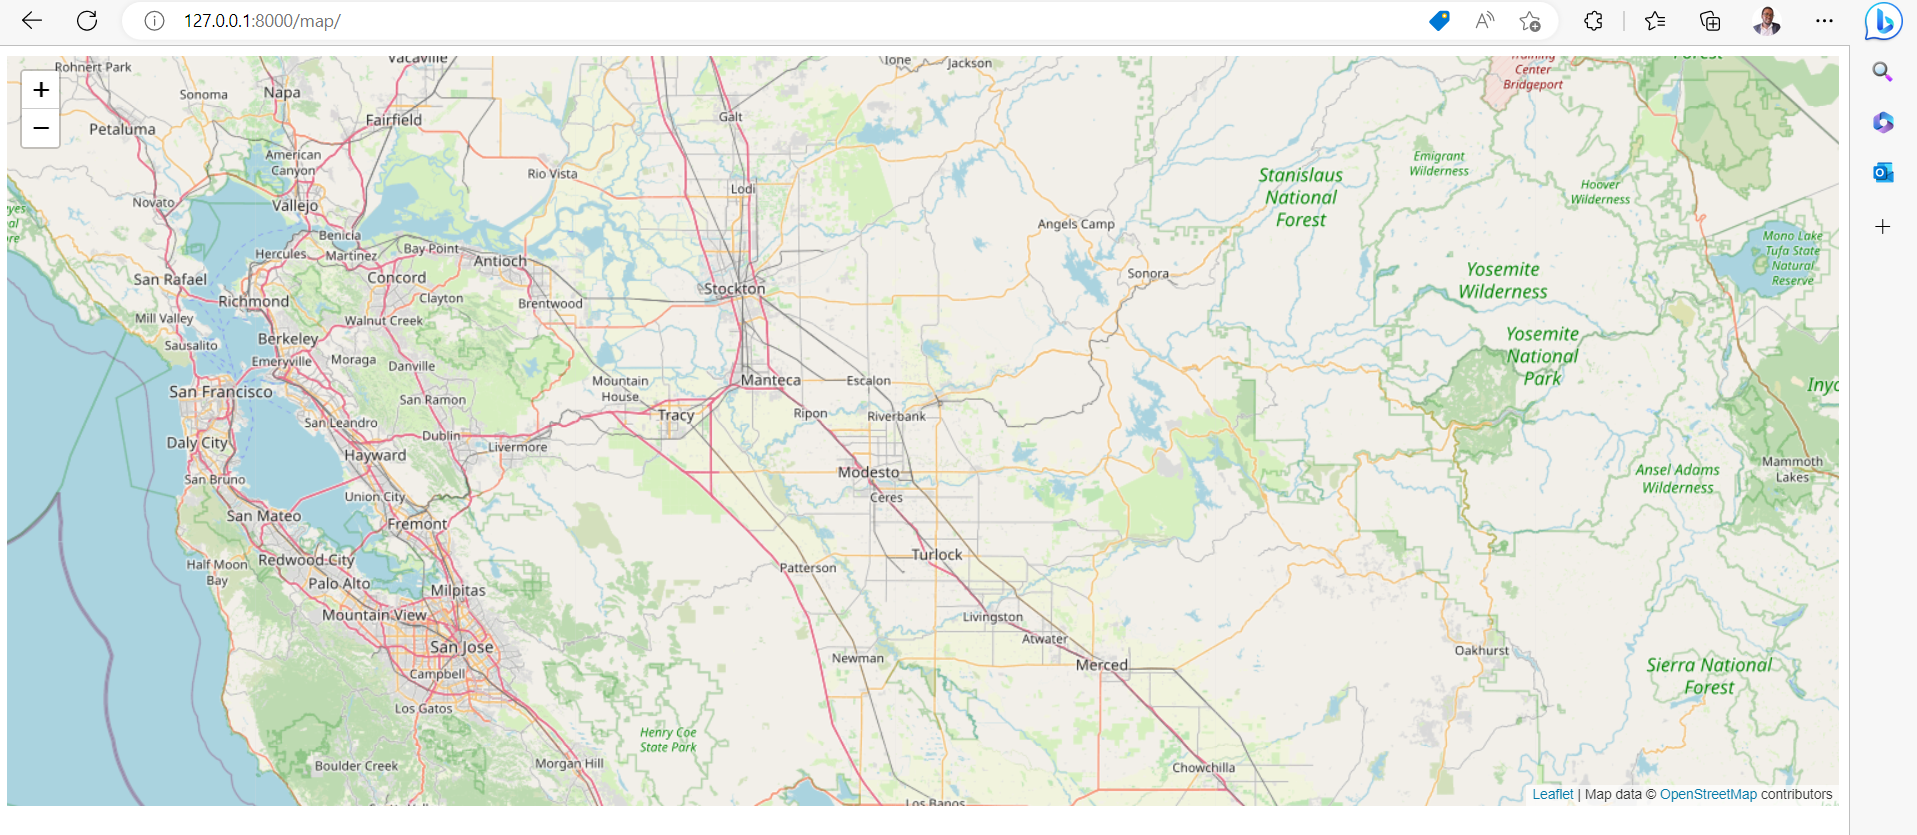 127.0.0.1:8000/map/
+
−
Rohnert Park
Vacaville
Ione
Jackson
Training
Center
Bridgeport
Forest
Sonoma
Napa
Petaluma
Fairfield
Galt
American
Canyon
Rio Vista
Lodi
Stanislaus
National
Forest
Emigrant
Wilderness
Hoover
Wilderness
Novato
Vallejo
Angels Camp
Benicia
Mono Lake
Tufa State
Natural
Reserve
Hercules
Martinez
Bay Point
Antioch
San Rafael
Concord
Sonora
Yosemite
Wilderness
Richmond
Clayton
Brentwood
Stockton
Mill Valley
Walnut Creek
Sausalito
Berkeley
Yosemite
National
Park
Emeryville
Moraga
Danville
San Francisco
Mountain
House
Manteca
Escalon
Inyo
San Ramon
San Leandro
Tracy
Ripon
Riverbank
Daly City
Dublin
Livermore
Hayward
San Bruno
Modesto
Ansel Adams
Wilderness
Mammoth
Lakes
Union City
Ceres
San Mateo
Fremont
Half Moon
Bay
Redwood City
Turlock
Palo Alto
Patterson
Milpitas
Mountain View
Livingston
San Jose
Atwater
Newman
Merced
Oakhurst
Campbell
Sierra National
Forest
Los Gatos
Henry Coe
State Park
Boulder Creek
Morgan Hill
Chowchilla
Los Banos
Leaflet | Map data © OpenStreetMap contributors